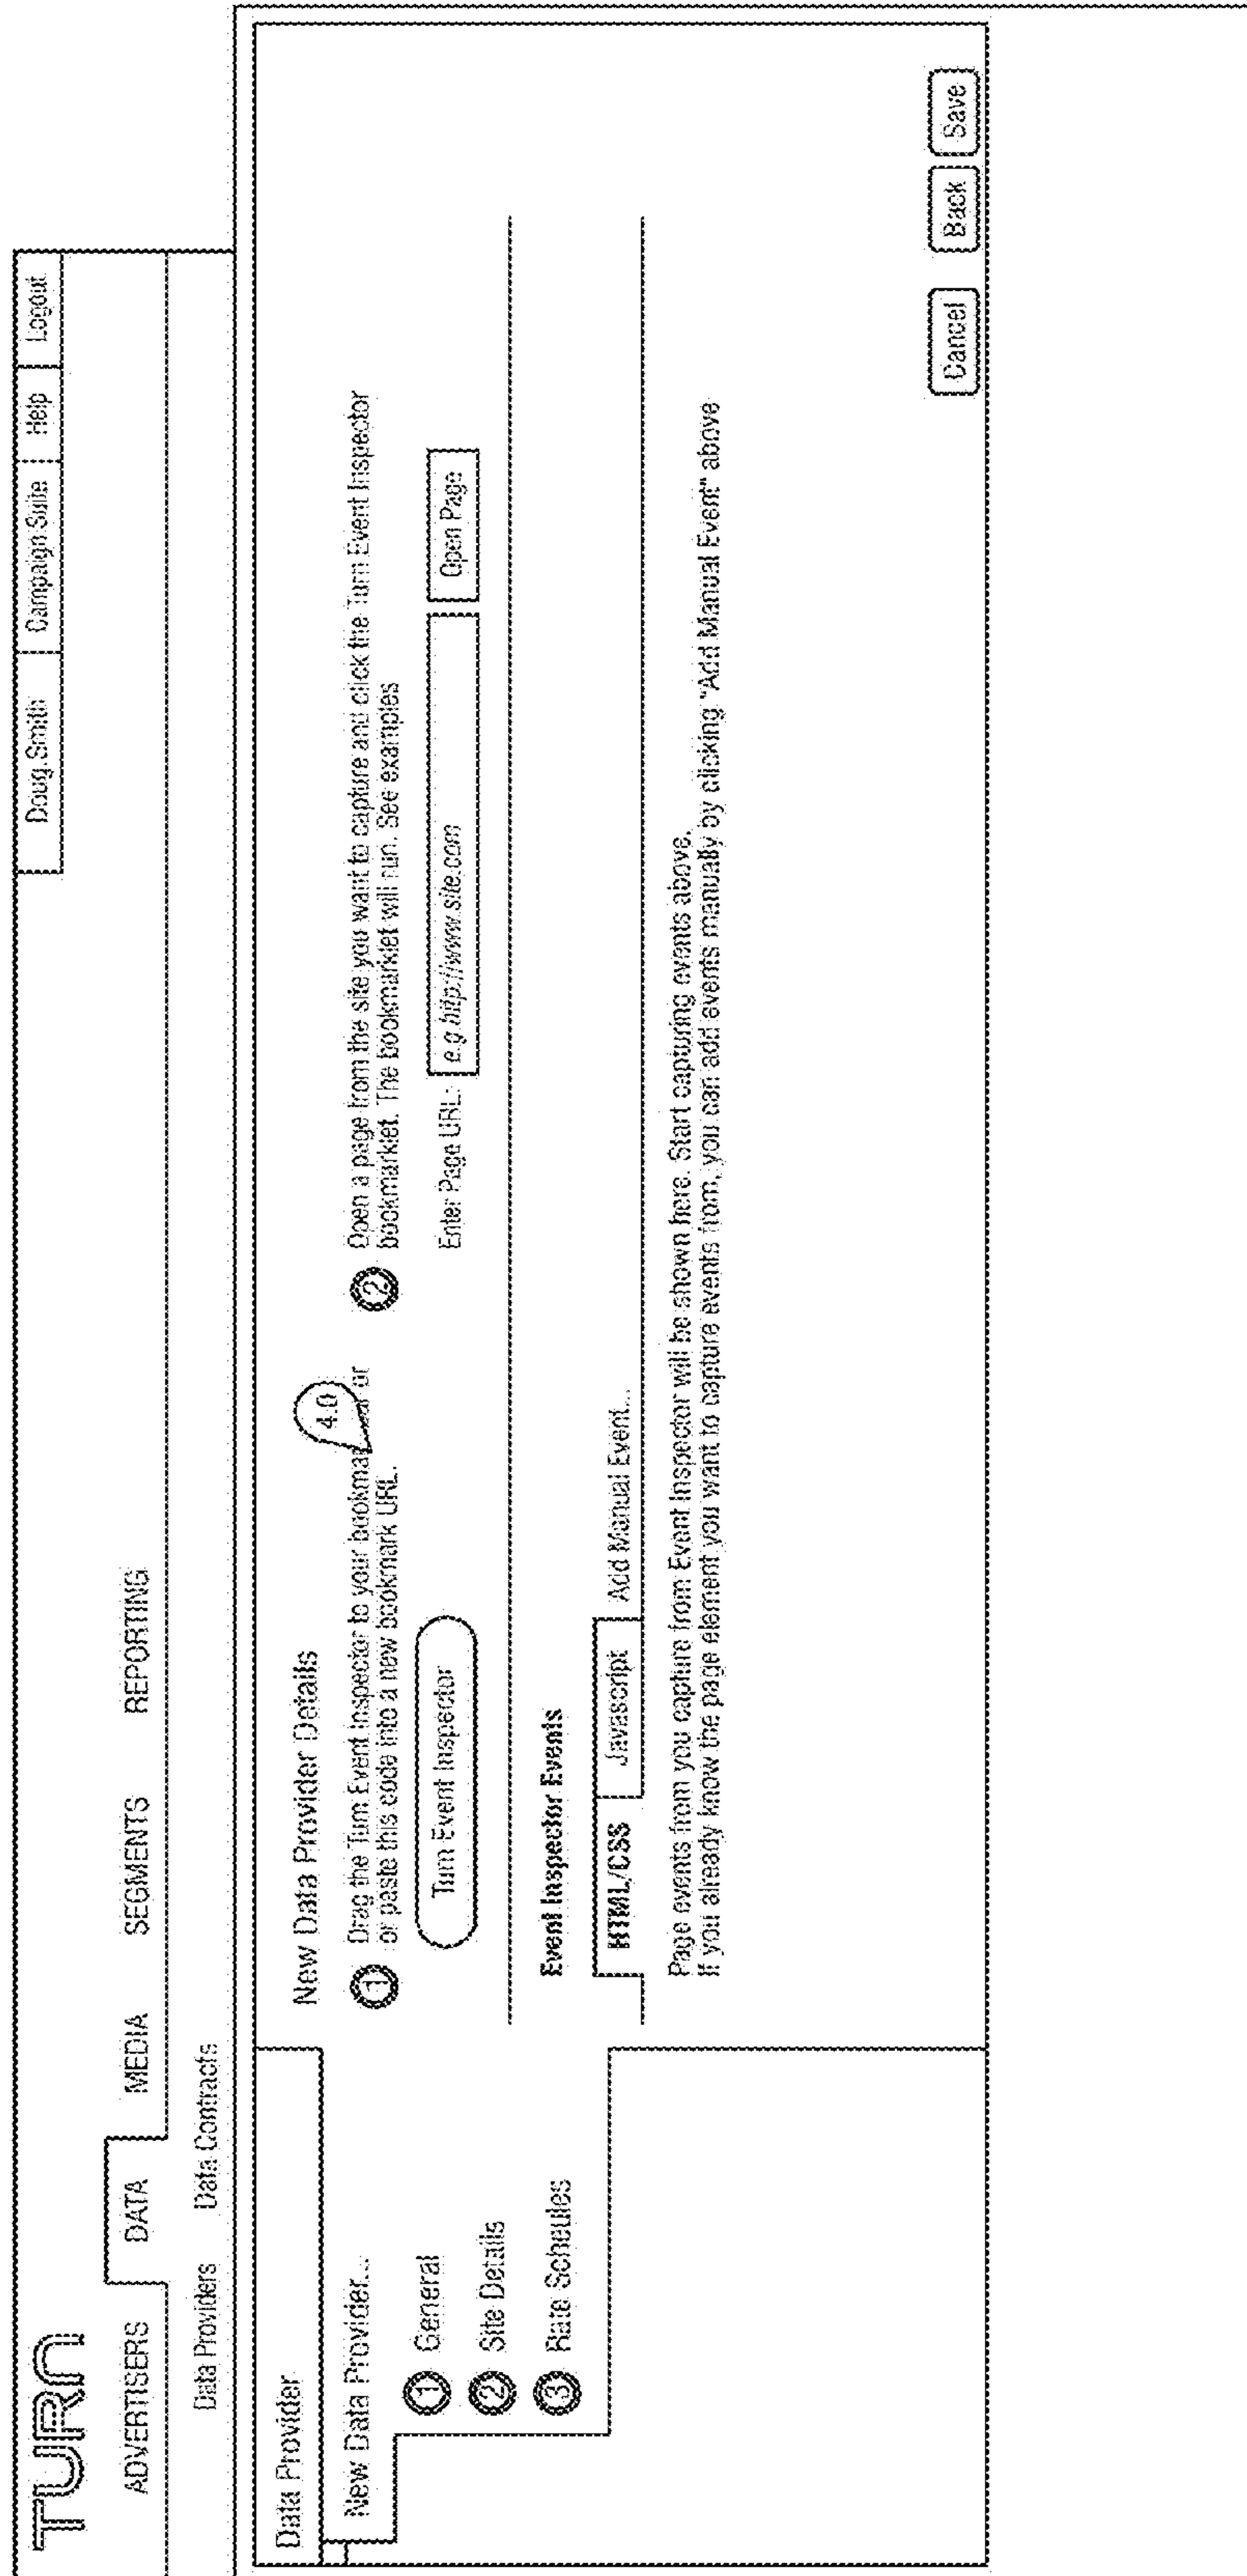 TURN
Doug.Smith Campaign Suite Help Logout
ADVERTISERS DATA MEDIA SEGMENTS REPORTING
Data Providers Data Contracts
Data Provider
New Data Provider...
1 General
2 Site Details
3 Rate Scheules
New Data Provider Details
4.0
1 Drag the Turn Event Inspector to your bookmar or
or paste this code into a new bookmark URL.
Turn Event Inspector
2 Open a page from the site you want to capture and click the Turn Event Inspector
bookmarklet. The bookmarklet will run. See examples
Enter Page URL: e.g http://www.site.com Open Page
Event Inspector Events
HTML/CSS Javascript Add Manual Event...
Page events from you capture from Event Inspector will be shown here. Start capturing events above.
If you already know the page element you want to capture events from, you can add events manually by clicking "Add Manual Event" above
Cancel Back Save